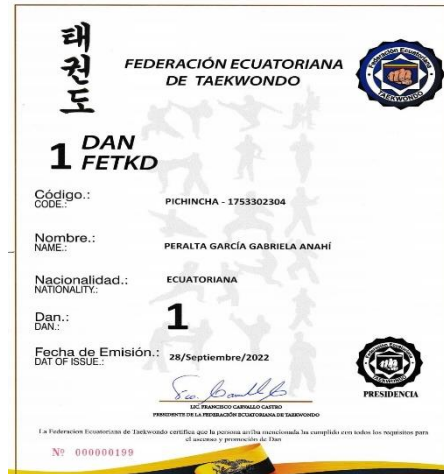 태권도
FEDERACIÓN ECUATORIANA
DE TAEKWONDO
Federación Ecuatoriana
TAEKWONDO
1 DAN
FETKD
Código.:
CODE.:
PICHINCHA - 1753302304
Nombre.:
NAME.:
PERALTA GARCÍA GABRIELA ANAHÍ
Nacionalidad.:
NATIONALITY.:
ECUATORIANA
Dan.:
DAN.:
1
Fecha de Emisión.:
DAT OF ISSUE.:
28/Septiembre/2022
LIC. FRANCISCO CARVALLO CASTRO
PRESIDENTE DE LA FEDERACIÓN ECUATORIANA DE TAEKWONDO
PRESIDENCIA
La Federacion Ecuatoriana de Taekwondo certifica que la persona arriba mencionada ha cumplido con todos los requisitos para
el ascenso y promoción de Dan
Nº 000000199